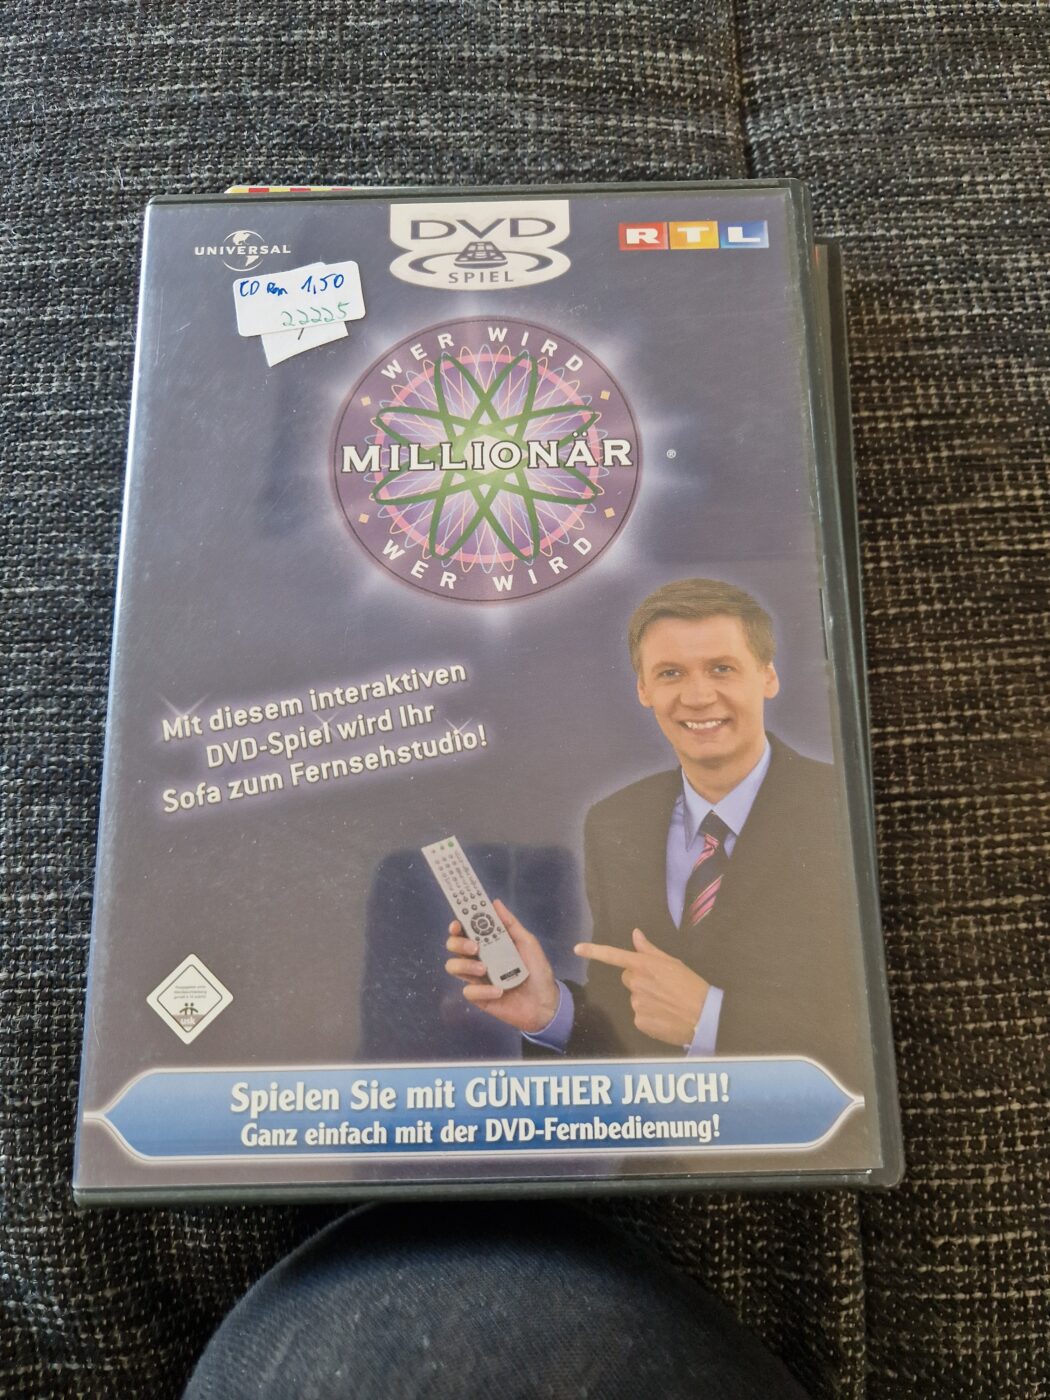 UNIVERSAL
DVD
SPIEL
RTL
CD Rom 1,50
22225
WER WIRD
MILLIONÄR
®
WER WIRD
Mit diesem interaktiven
DVD-Spiel wird Ihr
Sofa zum Fernsehstudio!
Spielen Sie mit GÜNTHER JAUCH!
Ganz einfach mit der DVD-Fernbedienung!